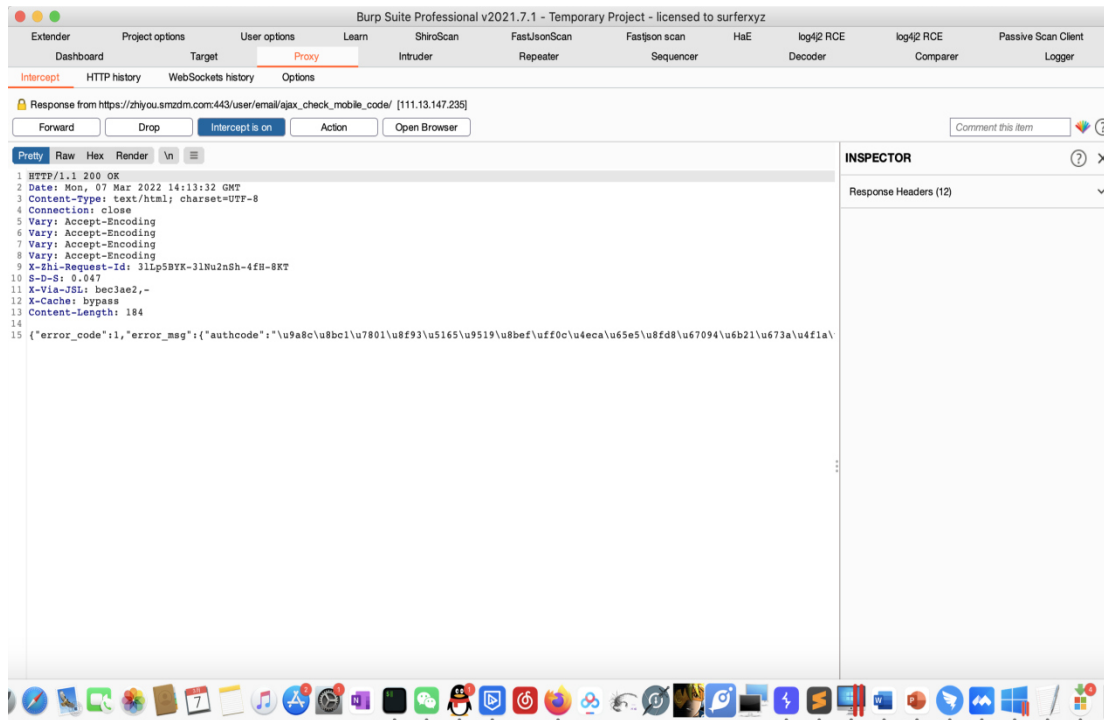 Burp Suite Professional v2021.7.1 - Temporary Project - licensed to surferxyz
Extender Project options User options Learn ShiroScan FastJsonScan Fastjson scan HaE log4j2 RCE log4j2 RCE Passive Scan Client
Dashboard Target Proxy Intruder Repeater Sequencer Decoder Comparer Logger
Intercept HTTP history WebSockets history Options
Response from https://zhiyou.smzdm.com:443/user/email/ajax_check_mobile_code/ [111.13.147.235]
Forward Drop Intercept is on Action Open Browser Comment this item ?
Pretty Raw Hex Render \n ≡ INSPECTOR ? X
1 HTTP/1.1 200 OK
2 Date: Mon, 07 Mar 2022 14:13:32 GMT
Response Headers (12)
3 Content-Type: text/html; charset=UTF-8
4 Connection: close
5 Vary: Accept-Encoding
6 Vary: Accept-Encoding
7 Vary: Accept-Encoding
8 Vary: Accept-Encoding
9 X-Zhi-Request-Id: 3lLp5BYK-3lNu2nSh-4fH-8KT
10 S-D-S: 0.047
11 X-Via-JSL: bec3ae2,-
12 X-Cache: bypass
13 Content-Length: 184
14
15 {"error_code":1,"error_msg":{"authcode":"\u9a8c\u8bc1\u7801\u8f93\u5165\u9519\u8bef\uff0c\u4eca\u65e5\u8fd8\u67094\u6b21\u673a\u4f1a\
7